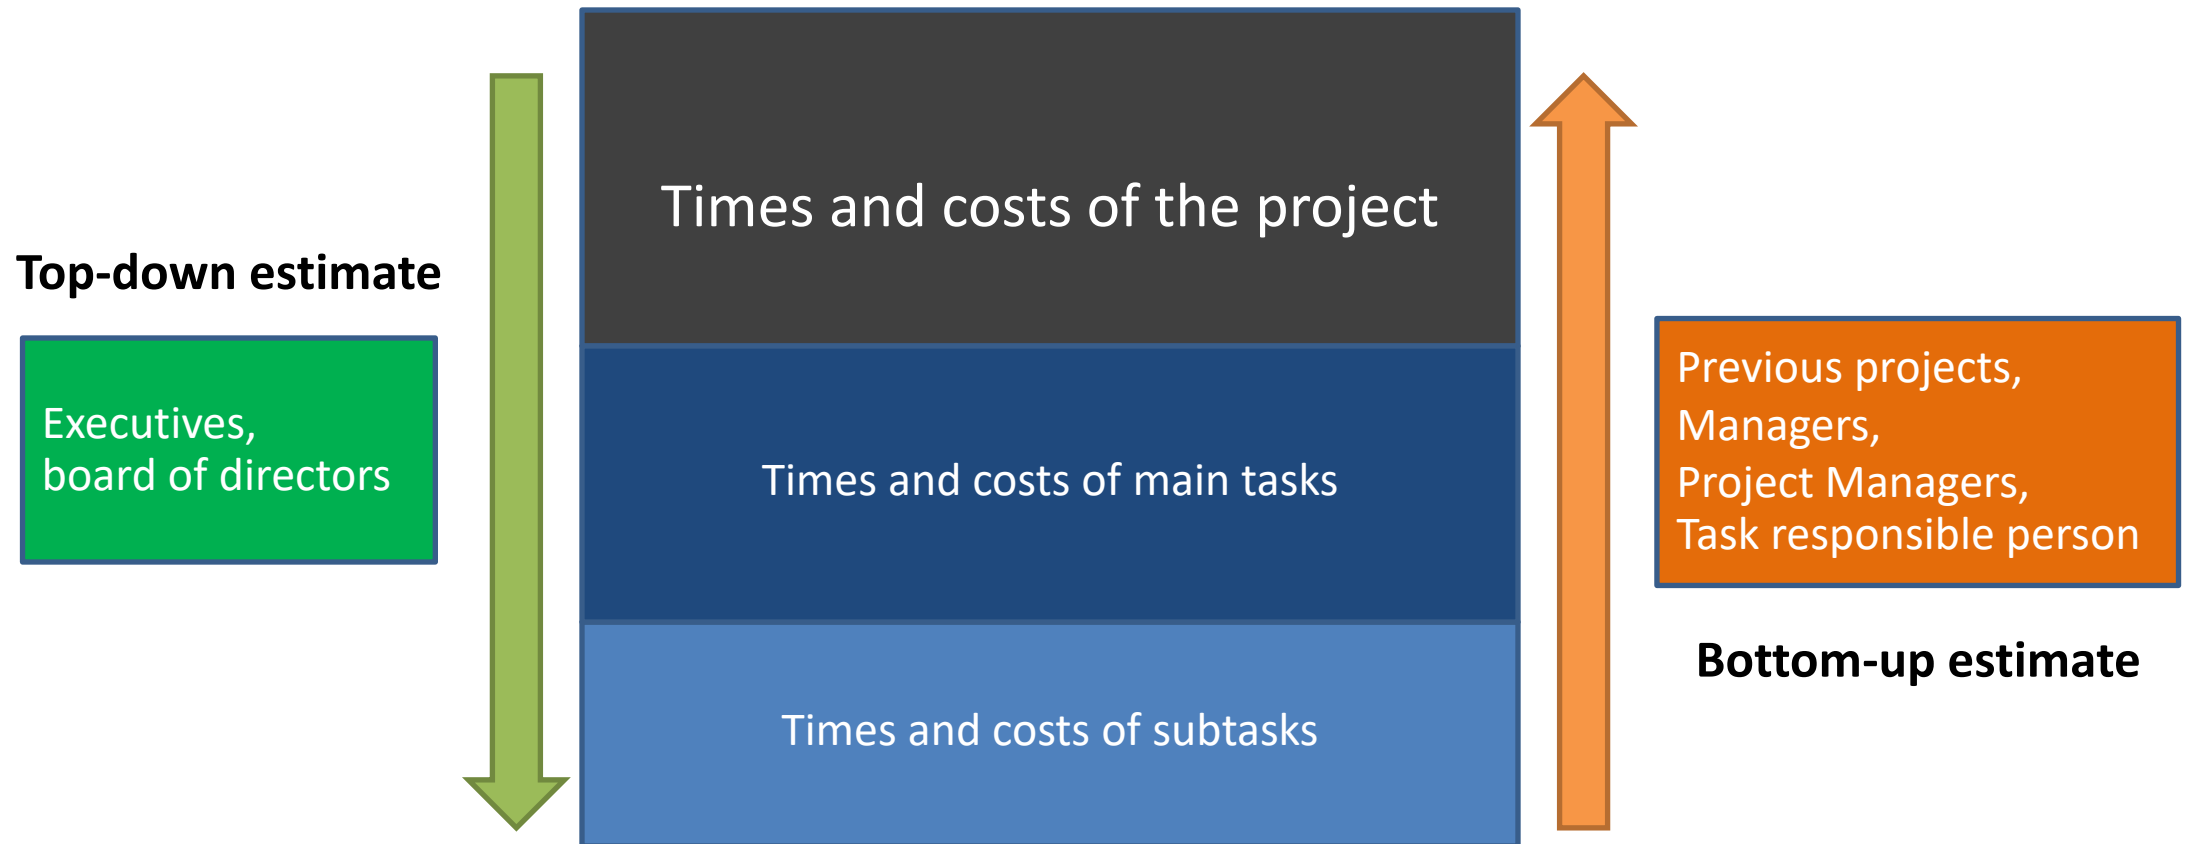 Top-down estimate
Executives,
board of directors
Times and costs of the project
Times and costs of main tasks
Times and costs of subtasks
Previous projects,
Managers,
Project Managers,
Task responsible person
Bottom-up estimate